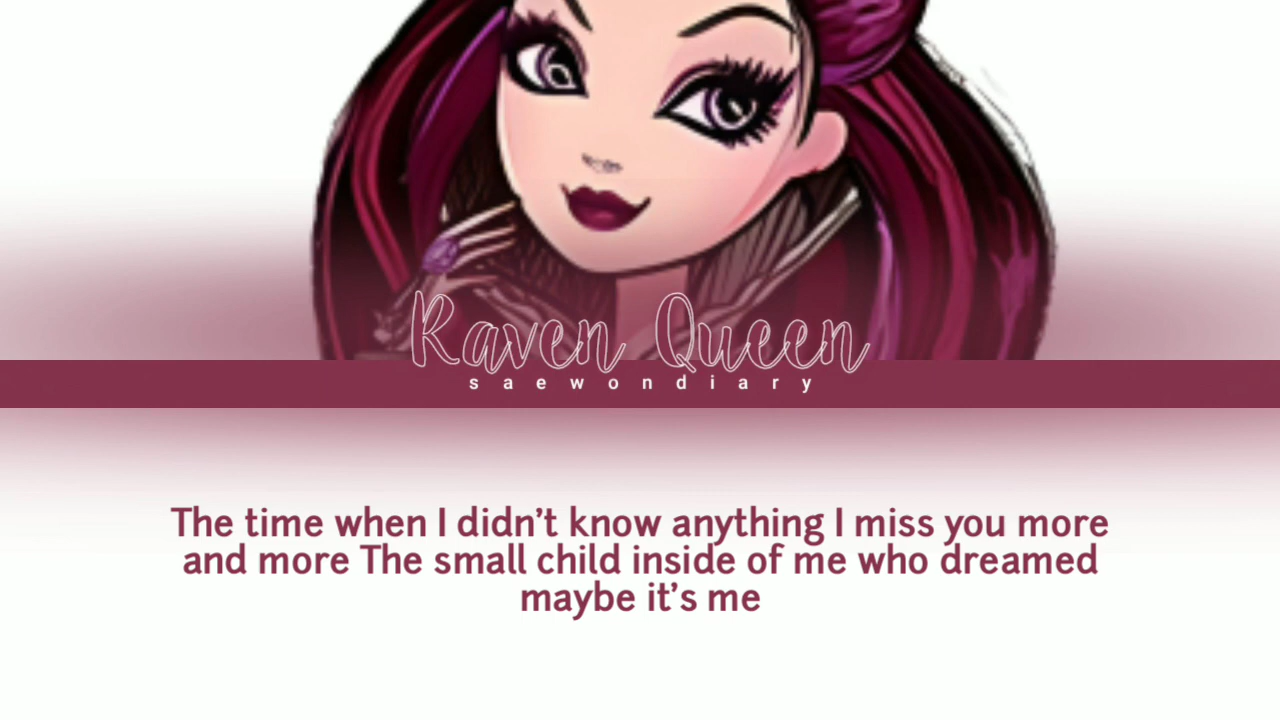 Raven Queen
saewondiary
The time when I didn’t know anything I miss you more
and more The small child inside of me who dreamed
maybe it’s me